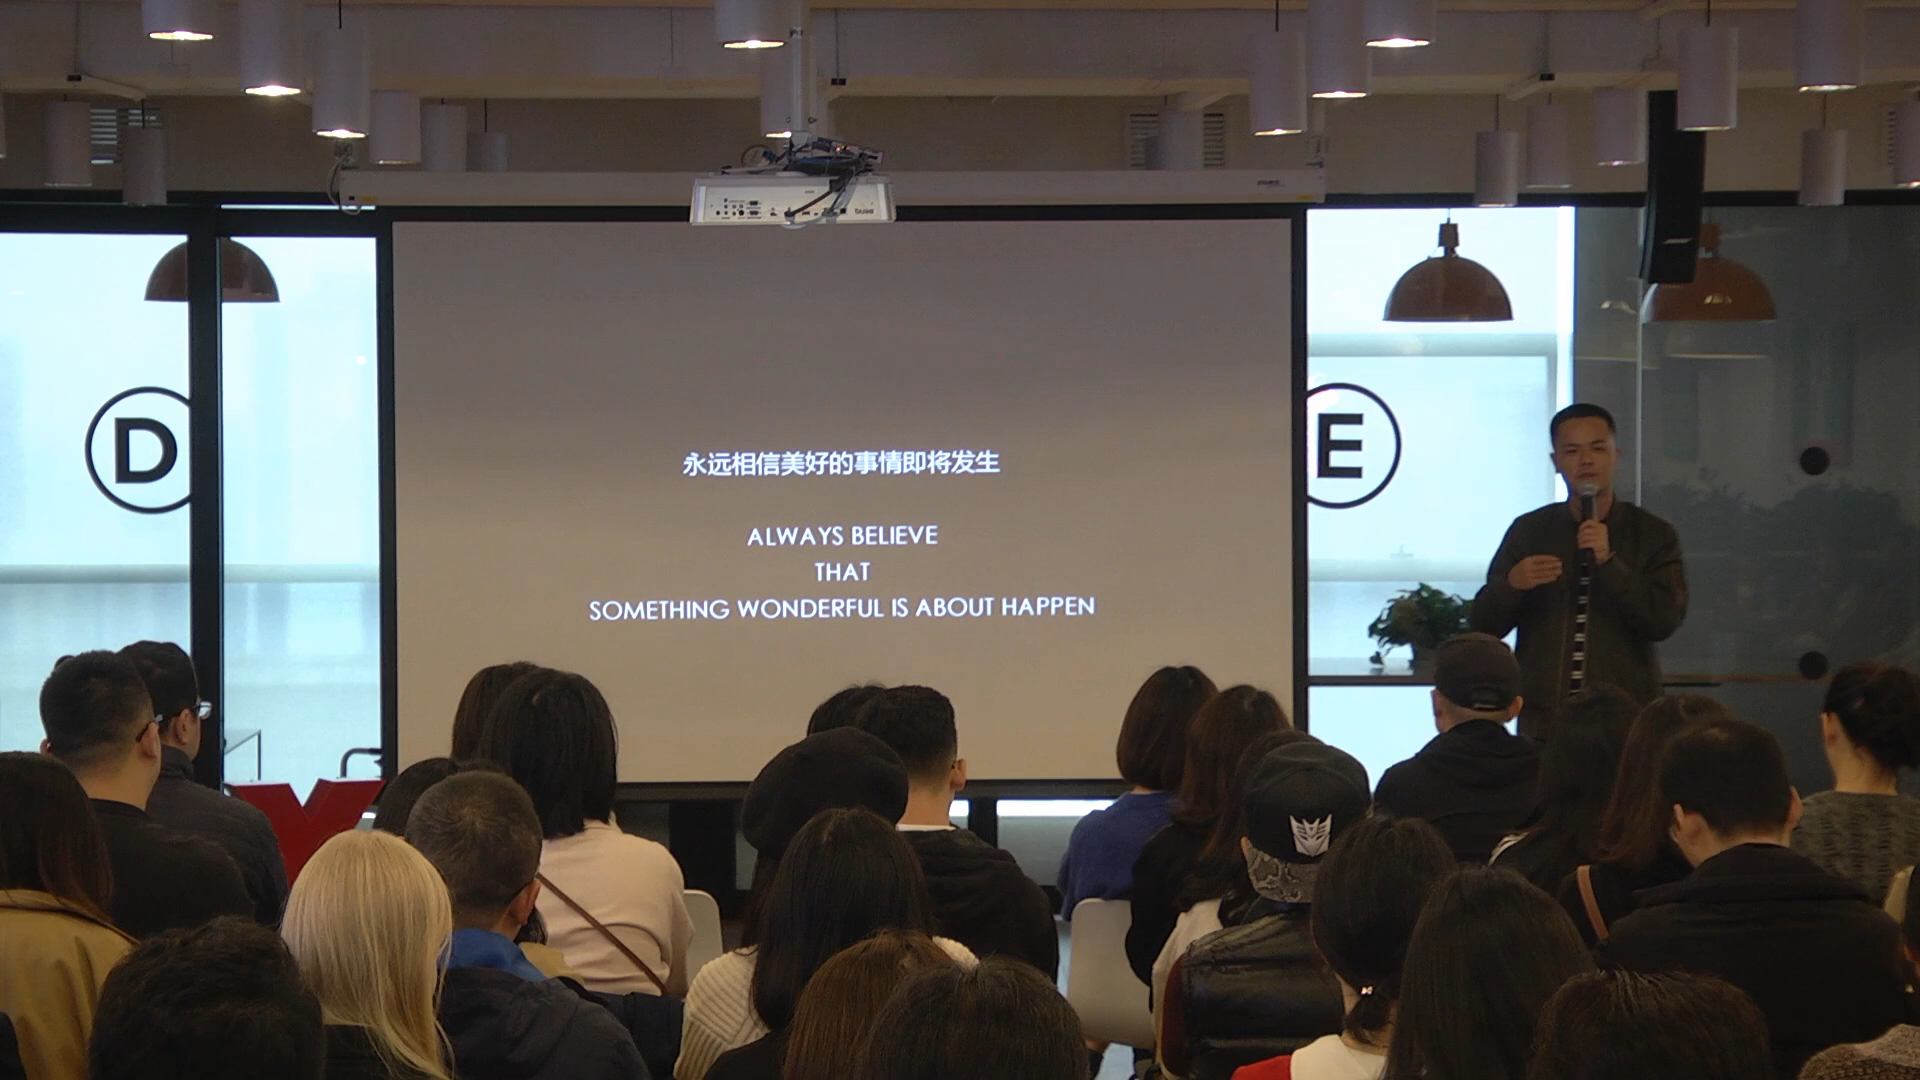 永远相信美好的事情即将发生
ALWAYS BELIEVE
THAT
SOMETHING WONDERFUL IS ABOUT HAPPEN
D
E
BenQ